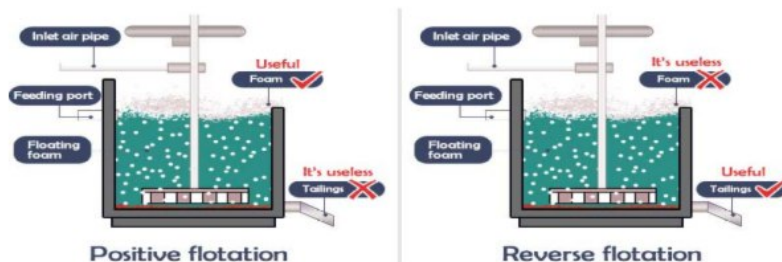 Inlet air pipe
Useful
Foam
Feeding port
Floating
foam
It's useless
Tailings
Positive flotation
Inlet air pipe
It's useless
Foam
Feeding port
Floating
foam
Useful
Tailings
Reverse flotation